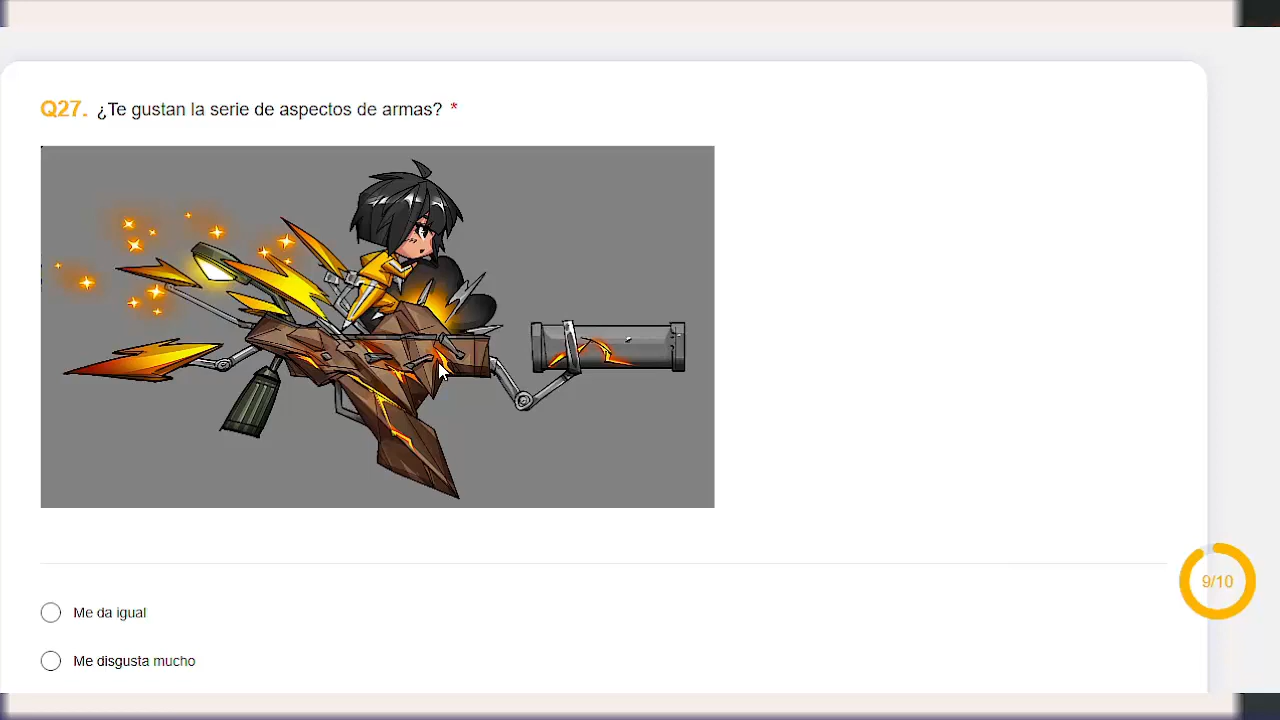 Q27. ¿Te gustan la serie de aspectos de armas? *
9/10
Me da igual
Me disgusta mucho